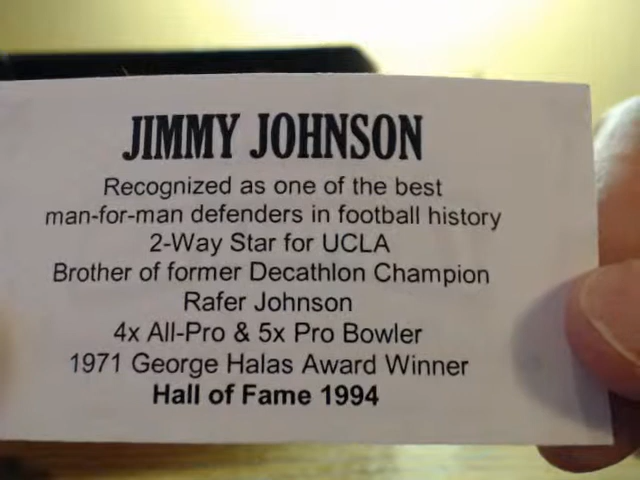 JIMMY JOHNSON
Recognized as one of the best
man-for-man defenders in football history
2-Way Star for UCLA
Brother of former Decathlon Champion
Rafer Johnson
4x All-Pro & 5x Pro Bowler
1971 George Halas Award Winner
Hall of Fame 1994